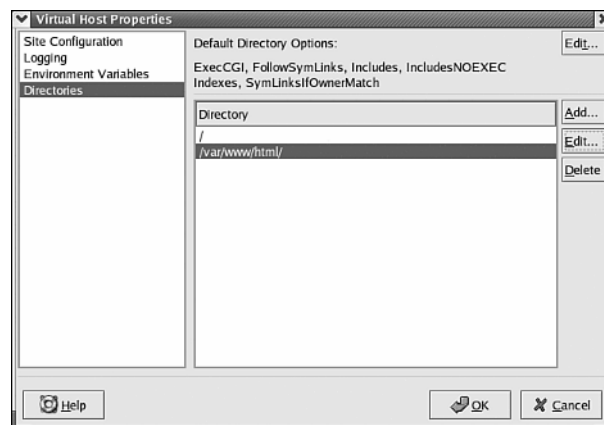 Virtual Host Properties
Site Configuration
Logging
Environment Variables
Directories
Default Directory Options:
Edit...
ExecCGI, FollowSymLinks, Includes, IncludesNOEXEC
Indexes, SymLinksIfOwnerMatch
Directory
/
/var/www/html/
Add...
Edit...
Delete
Help
OK
Cancel